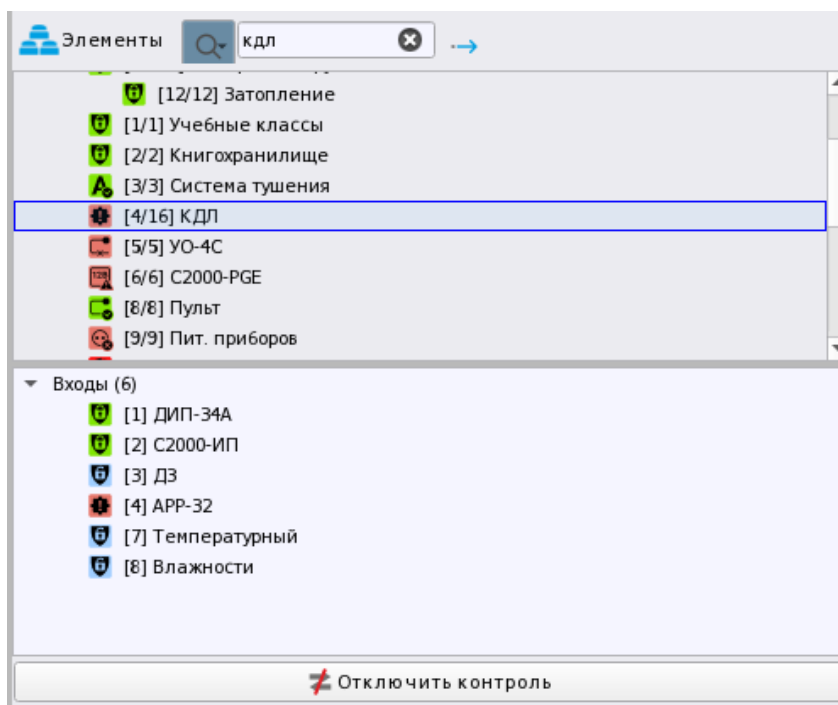 Элементы кдл
[12/12] Затопление
[1/1] Учебные классы
[2/2] Книгохранилище
[3/3] Система тушения
[4/16] КДЛ
[5/5] УО-4С
[6/6] С2000-PGE
[8/8] Пульт
[9/9] Пит. приборов
Входы (6)
[1] ДИП-34А
[2] С2000-ИП
[3] ДЗ
[4] АРР-32
[7] Температурный
[8] Влажности
Отключить контроль